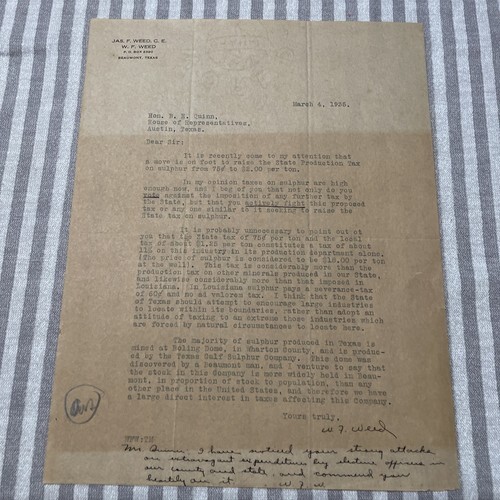 JAS. F. WEED, C. E.
W. F. WEED
P. O. BOX
BEAUMONT, TEXAS
March 4, 1935.
Hon. B. E. Quinn,
House of Representatives,
Austin, Texas.
Dear Sir:
It is recently come to my attention that
a move is on foot to raise the State Production Tax
on sulphur from 75¢ to $2.00 per ton.
In my opinion taxes on sulphur are high
enough now, and I beg of you that not only do you
vote against the imposition of any further tax by
the State, but that you actively fight this proposed
tax or any one similar to it seeking to raise the
State tax on sulphur.
It is probably unnecessary to point out to
you that the State tax of 75¢ per ton and the local
tax of about $1.25 per ton constitutes a tax of about
11% on this industry in its production department alone.
(The price of sulphur is considered to be $18.00 per ton
at the well). This tax is considerably more than the
production tax on other minerals produced in our State,
and likewise considerably more than that imposed in
Louisiana. (In Louisiana sulphur pays a severance-tax
of 60¢ and no ad valorem tax. I think that the State
of Texas should attempt to encourage large industries
to locate within its boundaries, rather than adopt an
attitude of taxing to an extreme those industries which
are forced by natural circumstances to locate here.
The majority of sulphur produced in Texas is
mined at Boling Dome, in Wharton County, and is produc-
ed by the Texas Gulf Sulphur Company. This dome was
discovered by a Beaumont man, and I venture to say that
the stock in this Company is more widely held in Beau-
mont, in proportion of stock to population, than any
other place in the United States, and therefore we have
a large direct interest in taxes affecting this Company.
Yours truly,
W. F. Weed
WFW:IM
Mr. Quinn I have noticed your strong attacks
on extravagant expenditures by elective officers in
our county and state and commend you
heartily on it. W. F. W